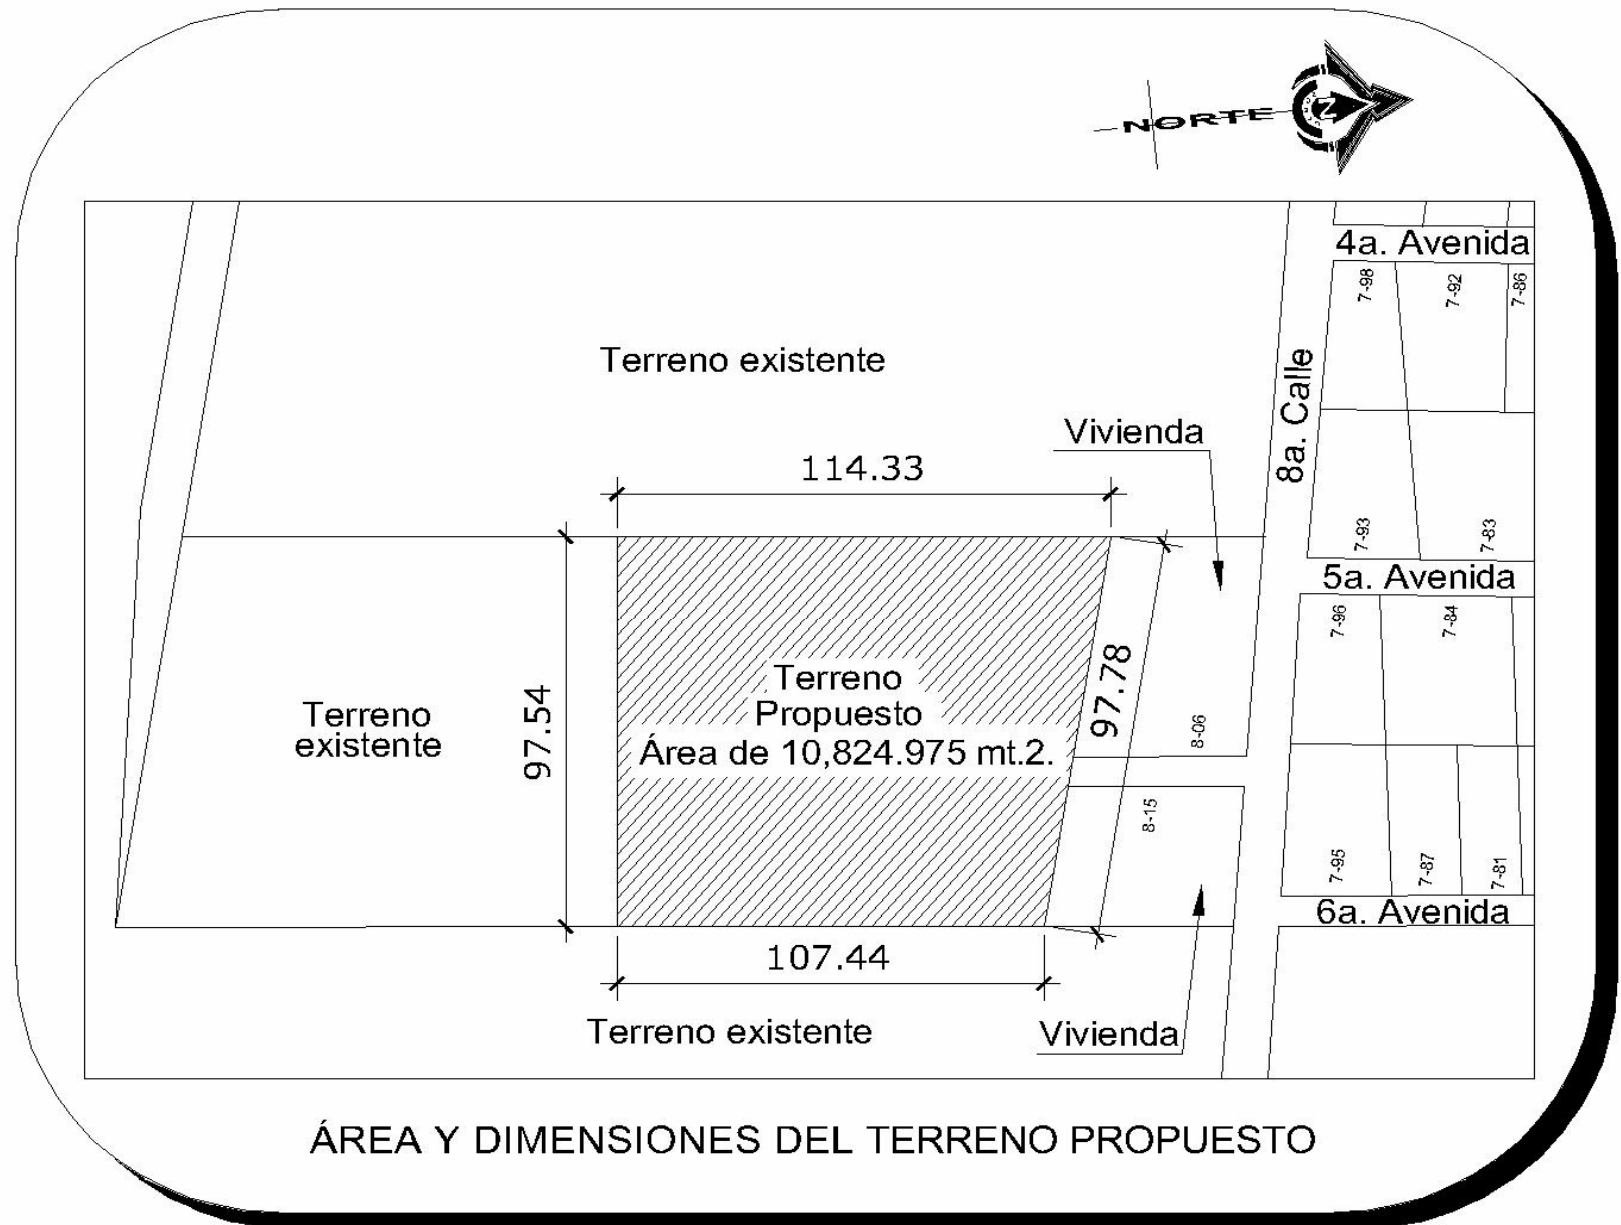 NORTE
N
4a. Avenida
7-98
7-92
7-86
Terreno existente
8a. Calle
Vivienda
114.33
7-93
7-83
5a. Avenida
7-96
7-84
97.78
Terreno
Propuesto
Área de 10,824.975 mt.2.
Terreno
existente
97.54
8-06
8-15
7-95
7-87
7-81
6a. Avenida
107.44
Terreno existente
Vivienda
ÁREA Y DIMENSIONES DEL TERRENO PROPUESTO